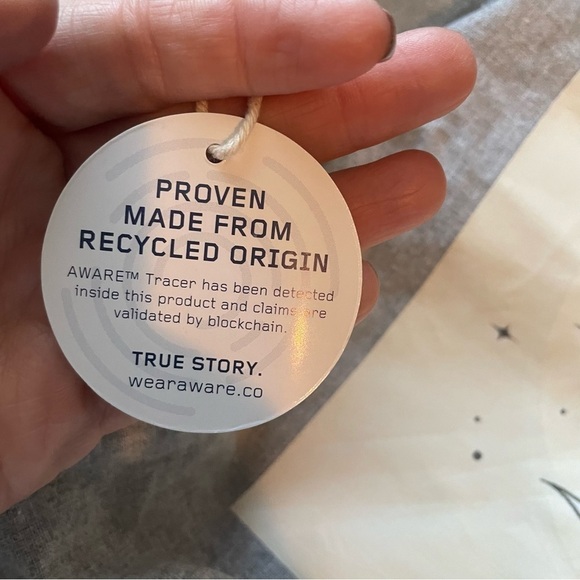 PROVEN
MADE FROM
RECYCLED ORIGIN
AWARE™ Tracer has been detected
inside this product and claims are
validated by blockchain.
TRUE STORY.
wearaware.co